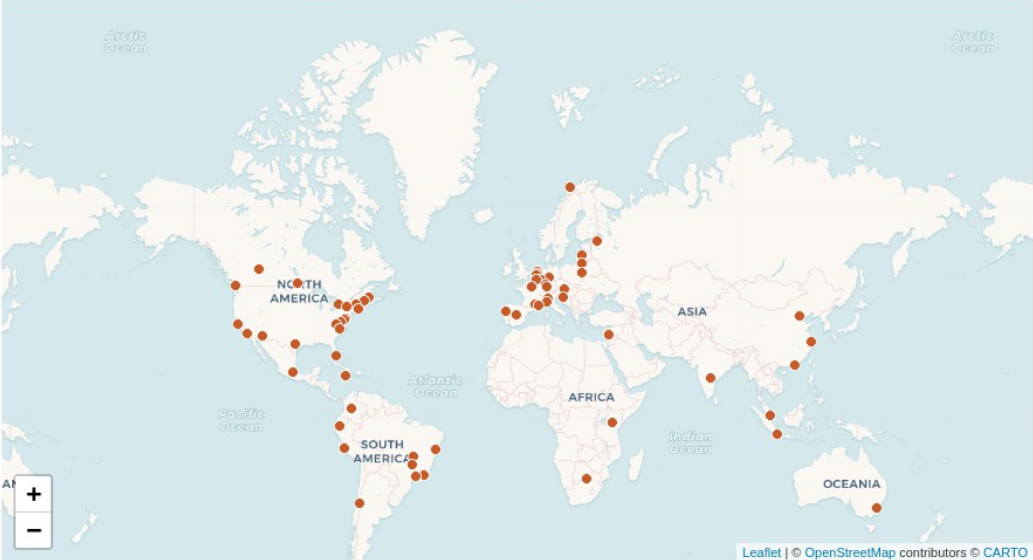 Arctic
Ocean
Arctic
Ocean
NORTH
AMERICA
ASIA
Atlantic
Ocean
AFRICA
Pacific
Ocean
Indian
Ocean
SOUTH
AMERICA
AN
OCEANIA
+
−
Leaflet | © OpenStreetMap contributors © CARTO